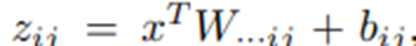 z_{ij} = x^T W_{...ij} + b_{ij},